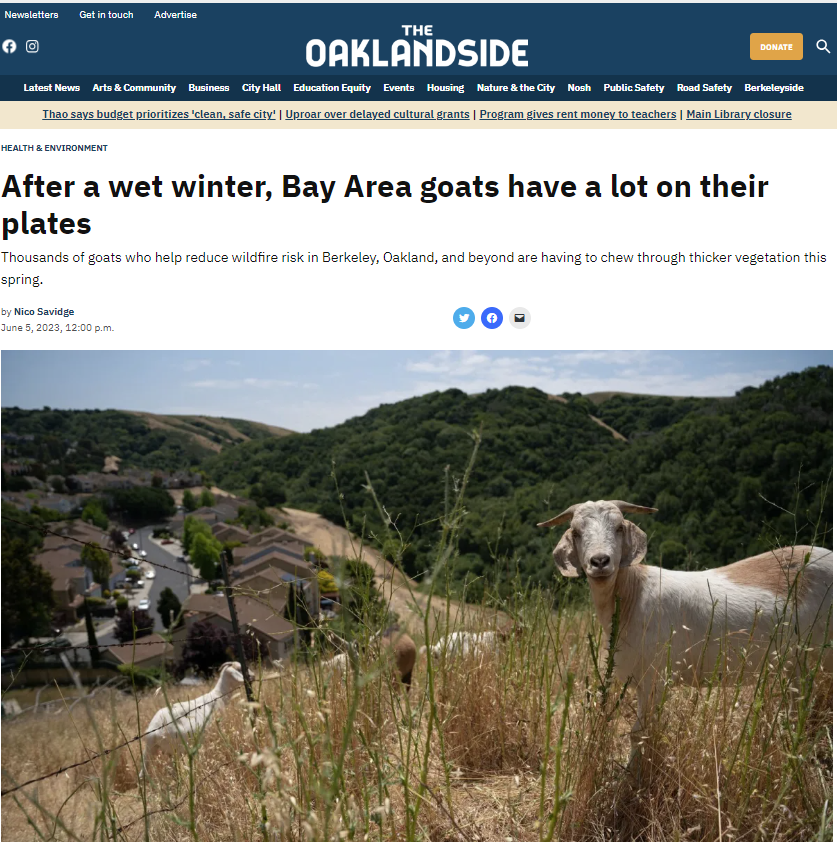 Newsletters Get in touch Advertise
THE
OAKLANDSIDE
DONATE
Latest News Arts & Community Business City Hall Education Equity Events Housing Nature & the City Nosh Public Safety Road Safety Berkeleyside
Thao says budget prioritizes 'clean, safe city' | Uproar over delayed cultural grants | Program gives rent money to teachers | Main Library closure
HEALTH & ENVIRONMENT
After a wet winter, Bay Area goats have a lot on their
plates
Thousands of goats who help reduce wildfire risk in Berkeley, Oakland, and beyond are having to chew through thicker vegetation this
spring.
by Nico Savidge
June 5, 2023, 12:00 p.m.